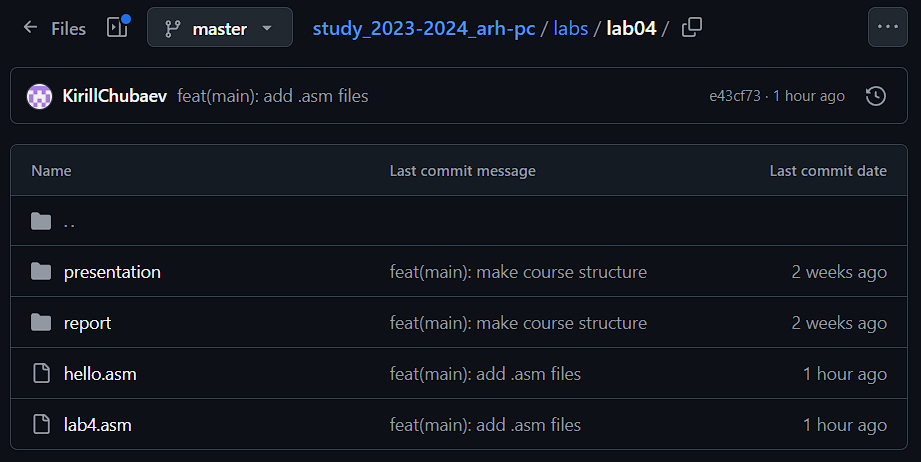 Files master study_2023-2024_arh-pc / labs / lab04 / ...
KirillChubaev feat(main): add .asm files e43cf73 · 1 hour ago
Name Last commit message Last commit date
..
presentation feat(main): make course structure 2 weeks ago
report feat(main): make course structure 2 weeks ago
hello.asm feat(main): add .asm files 1 hour ago
lab4.asm feat(main): add .asm files 1 hour ago